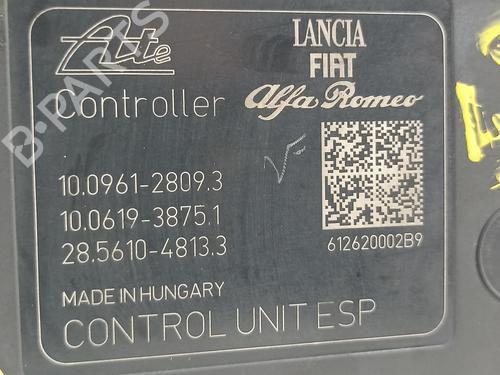 Ate
LANCIA
FIAT
Alfa Romeo
Controller
10.0961-2809.3
10.0619-3875.1
28.5610-4813.3
612620002B9
MADE IN HUNGARY
CONTROL UNIT ESP
B-PARTS